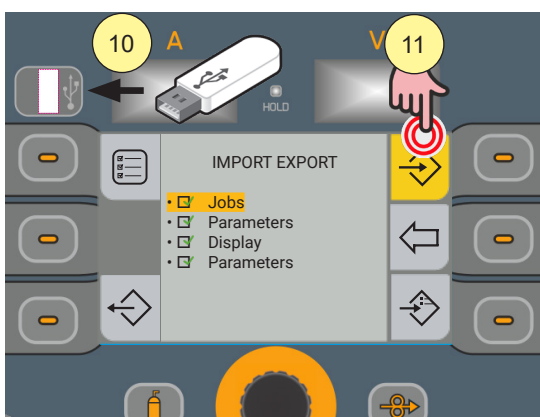 10
A
V
11
HOLD
IMPORT EXPORT
• Jobs
• Parameters
• Display
• Parameters